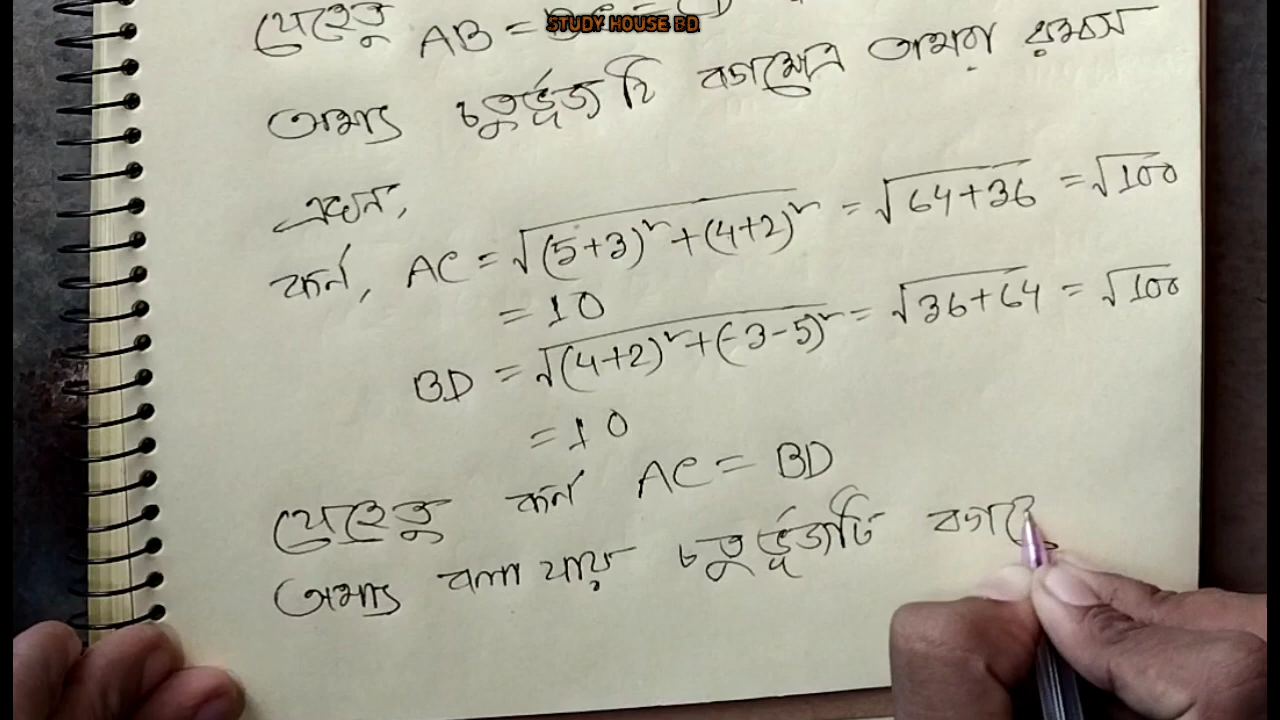 STUDY HOUSE BD
যেহেতু AB =
অতএব চতুর্ভূজটি বর্গক্ষেত্র অথবা রম্বস
এখন,
কর্ন, AC = √(5+3)² + (4+2)² = √64+36 = √100
= 10
BD = √(4+2)² + (-3-5)² = √36+64 = √100
= 10
যেহেতু কর্ন AC = BD
অতএব বলা যায় চতুর্ভূজটি বর্গক্ষে